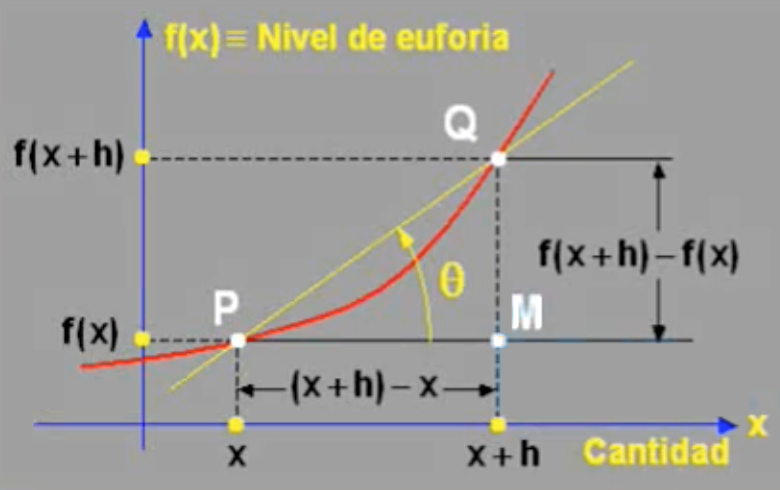 f(x)≡ Nivel de euforia
Q
f(x+h)
f(x+h)−f(x)
θ
P
M
f(x)
(x+h)−x
x
x
x+h
Cantidad